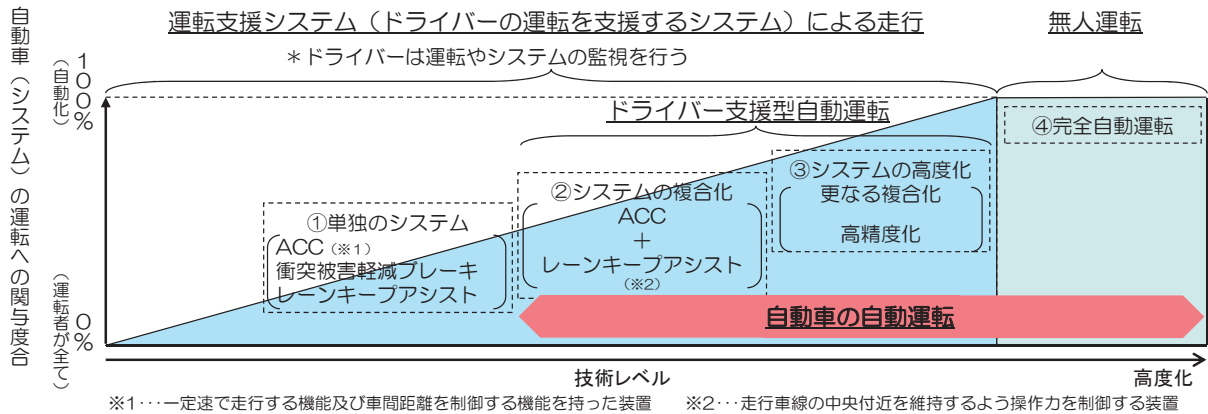 運転支援システム（ドライバーの運転を支援するシステム）による走行
無人運転
＊ドライバーは運転やシステムの監視を行う
自動車（システム）の運転への関与度合
100%
（自動化）
ドライバー支援型自動運転
④完全自動運転
③システムの高度化
更なる複合化
高精度化
②システムの複合化
ACC
＋
レーンキープアシスト
（※2）
①単独のシステム
ACC（※1）
衝突被害軽減ブレーキ
レーンキープアシスト
自動車の自動運転
0%
（運転者が全て）
技術レベル
高度化
※1･･･一定速で走行する機能及び車間距離を制御する機能を持った装置
※2･･･走行車線の中央付近を維持するよう操作力を制御する装置